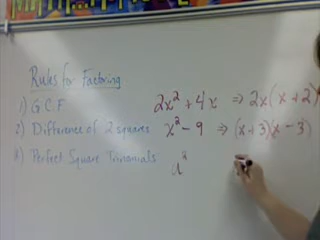 Rules for Factoring
1) G.C.F 2x² + 4x ⇒ 2x(x + 2)
2) Difference of 2 squares x² - 9 ⇒ (x + 3)(x - 3)
3) Perfect Square Trinomials x²